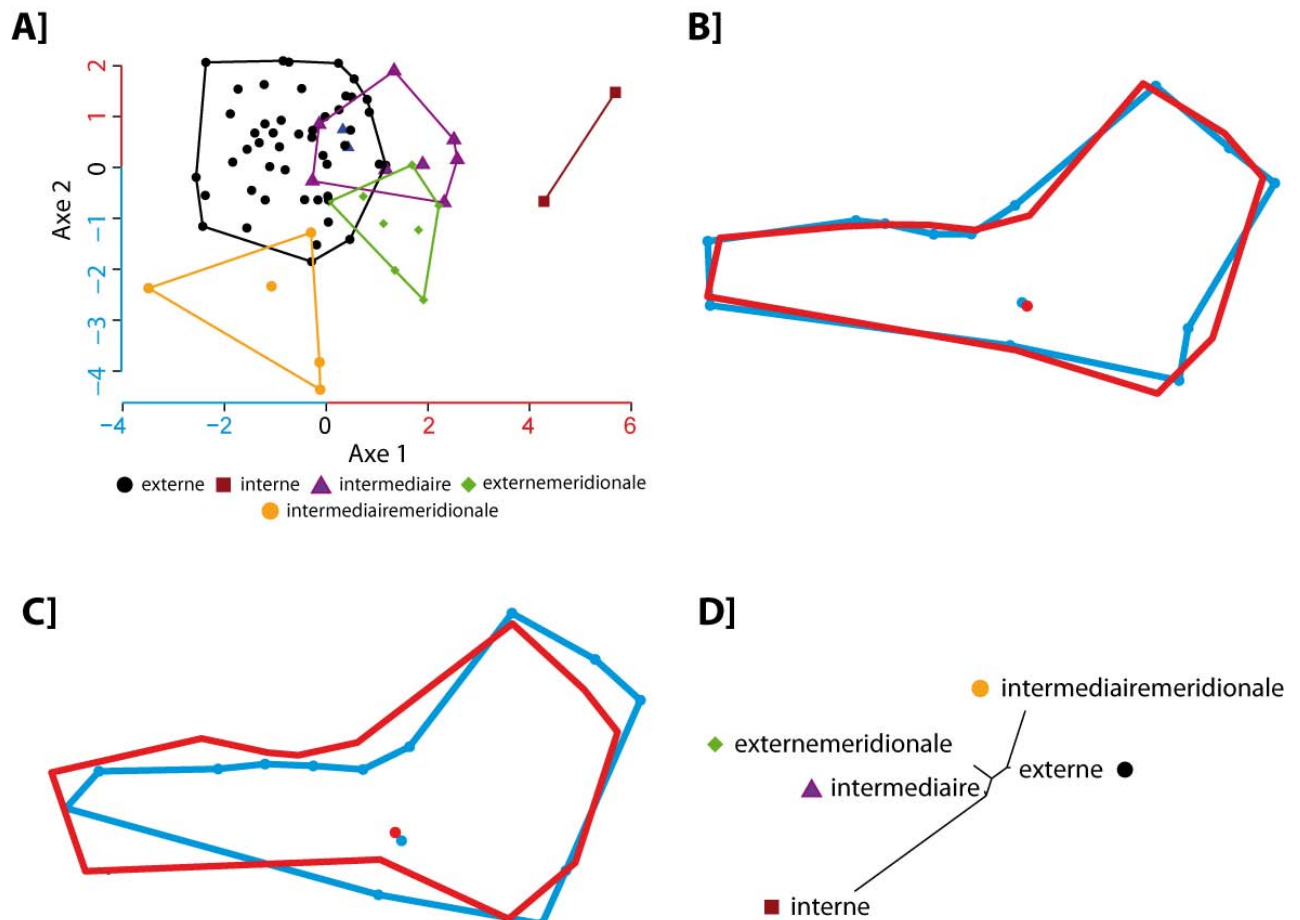 A]
B]
Axe 2
2
1
0
−1
−2
−3
−4
−4 −2 0 2 4 6
Axe 1
externe interne intermediaire externemeridionale
intermediairemeridionale
C]
D]
intermediairemeridionale
externemeridionale
externe
intermediaire
interne